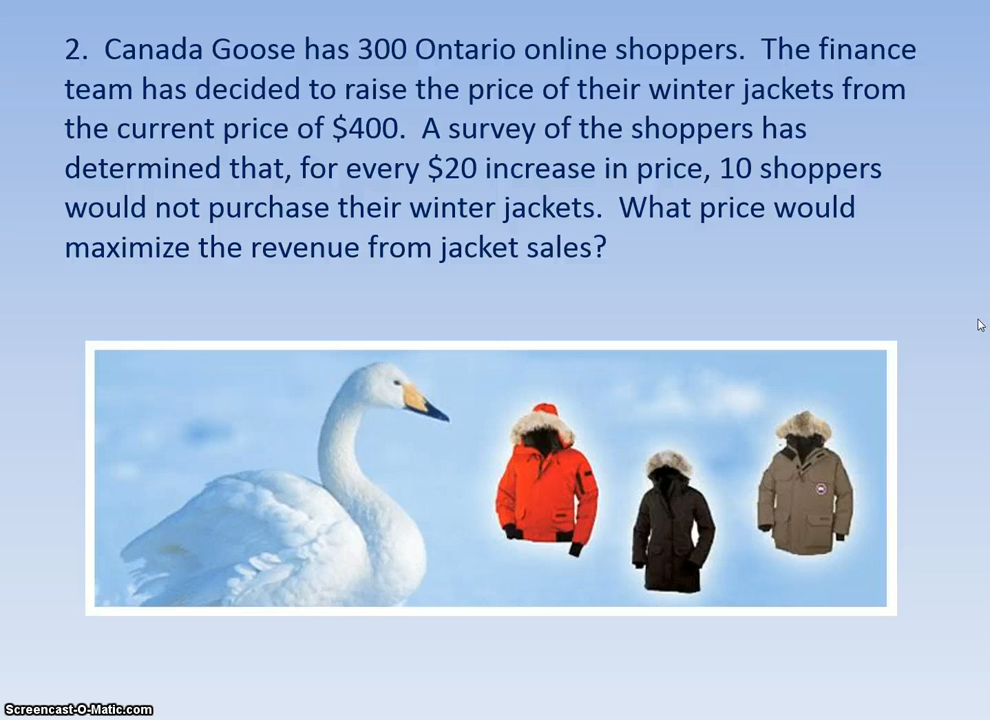 2. Canada Goose has 300 Ontario online shoppers. The finance
team has decided to raise the price of their winter jackets from
the current price of $400. A survey of the shoppers has
determined that, for every $20 increase in price, 10 shoppers
would not purchase their winter jackets. What price would
maximize the revenue from jacket sales?
Screencast-O-Matic.com